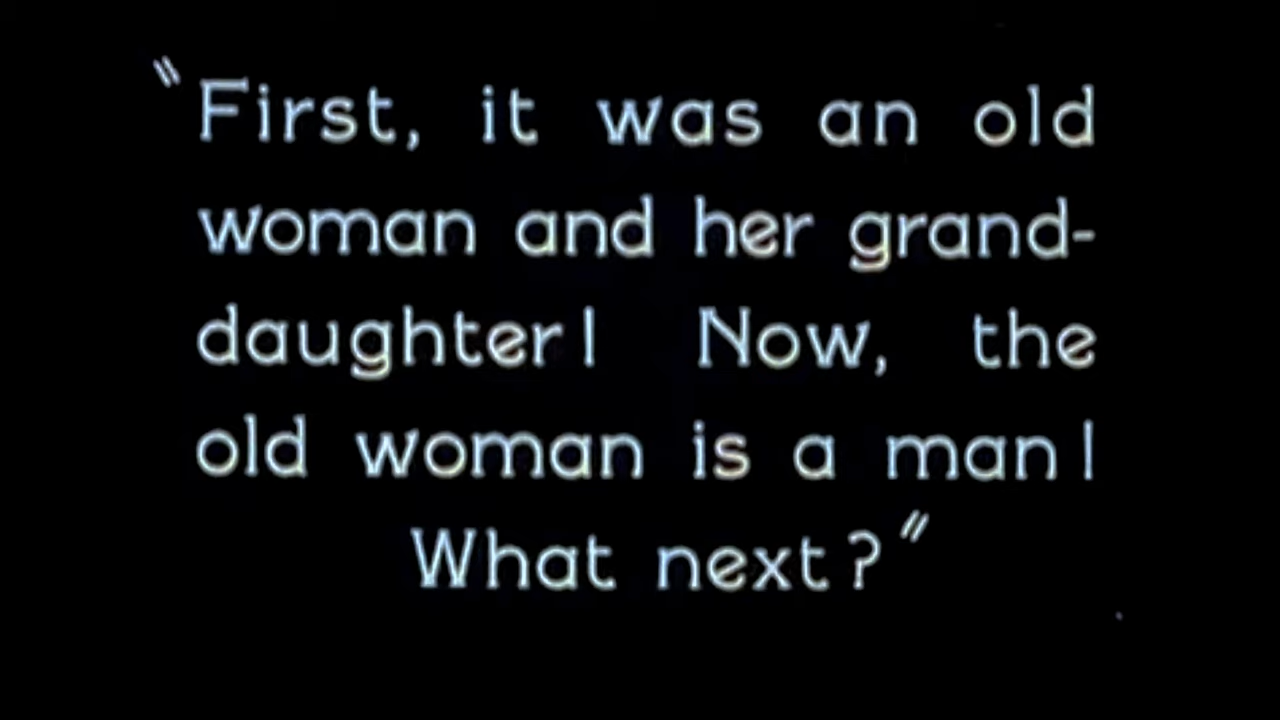 "First, it was an old
woman and her grand-
daughter! Now, the
old woman is a man!
What next?"